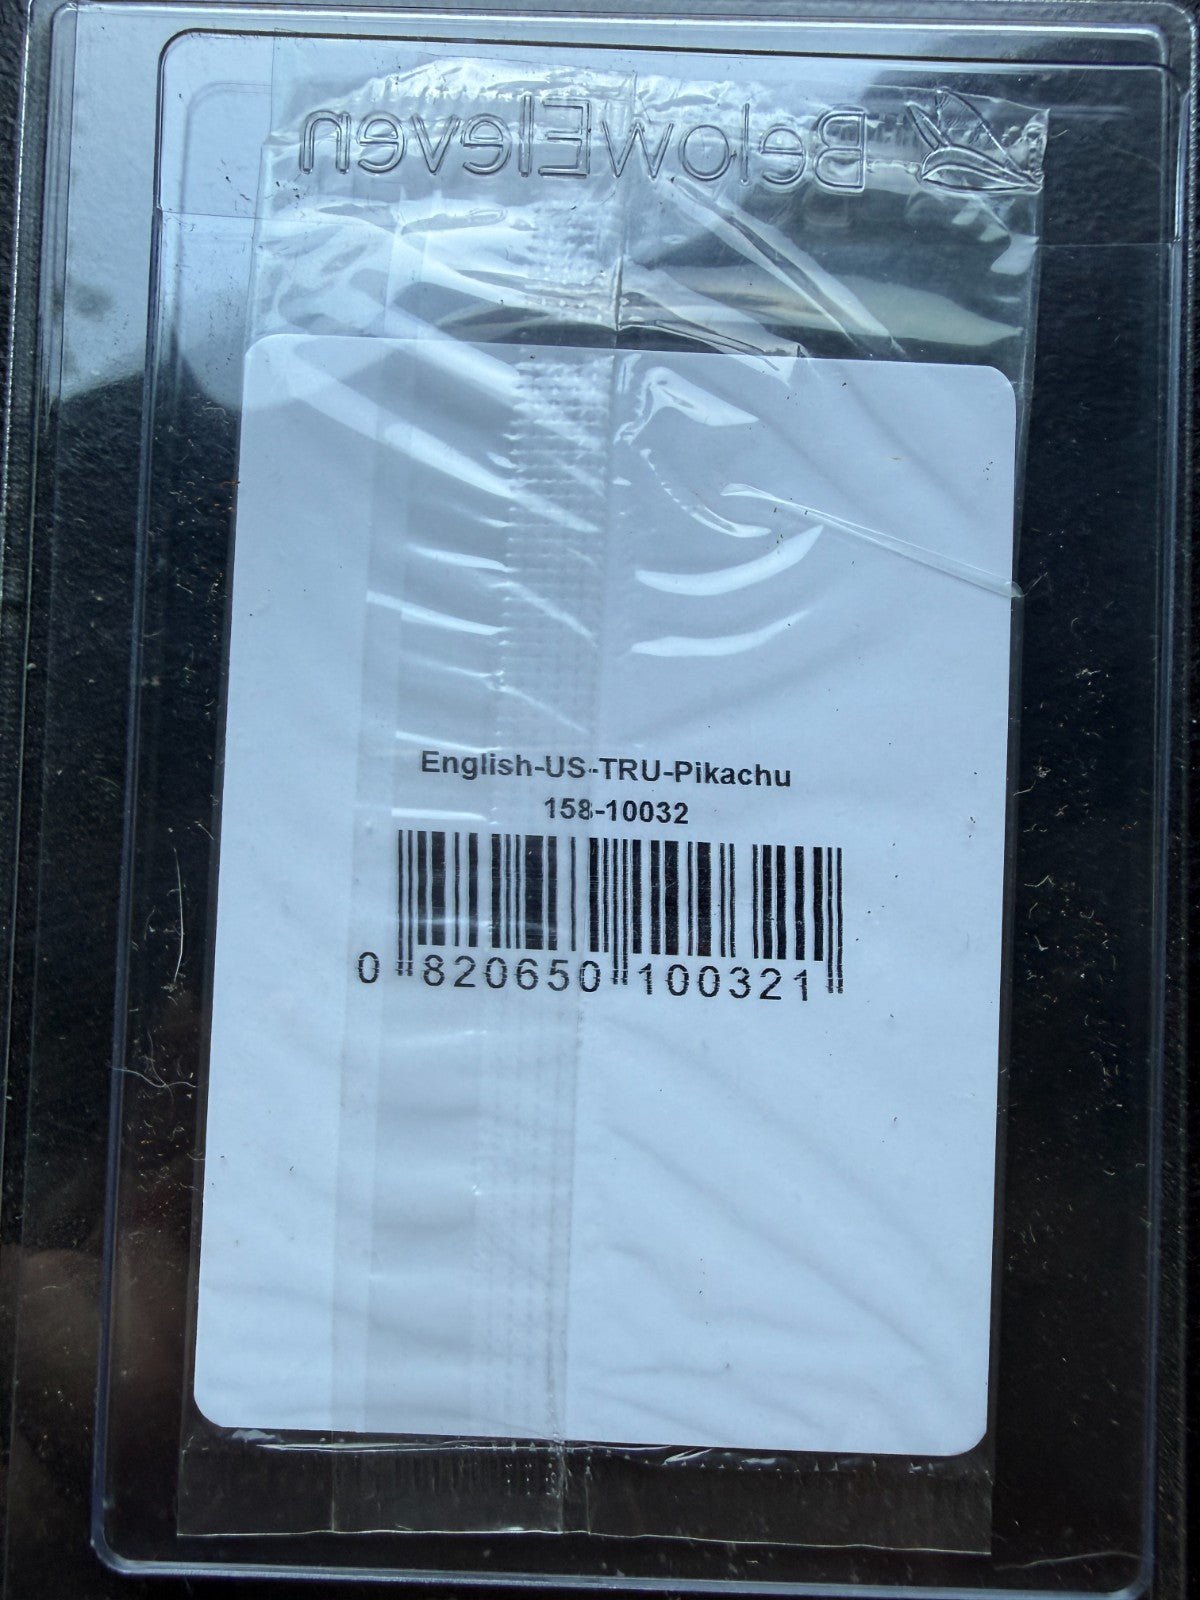 BelowEleven
English-US-TRU-Pikachu
158-10032
0 820650 100321